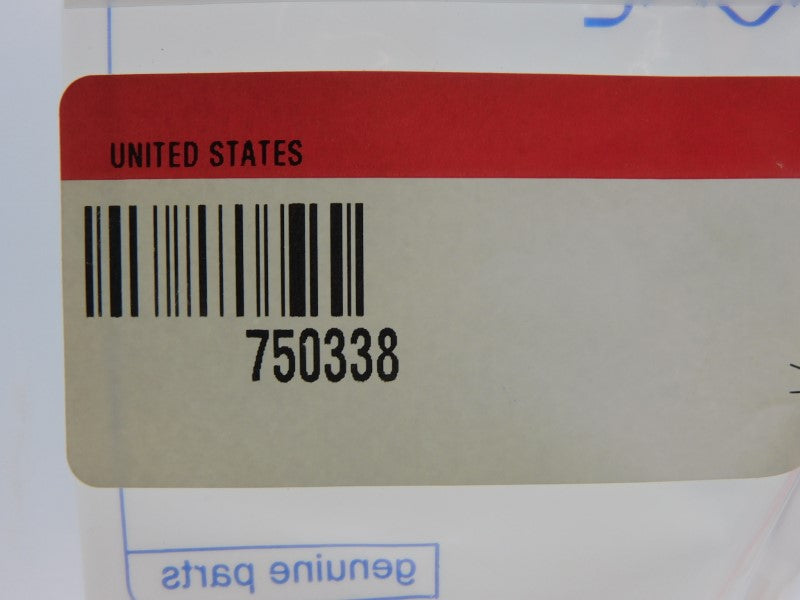 UNITED STATES
750338
genuine parts